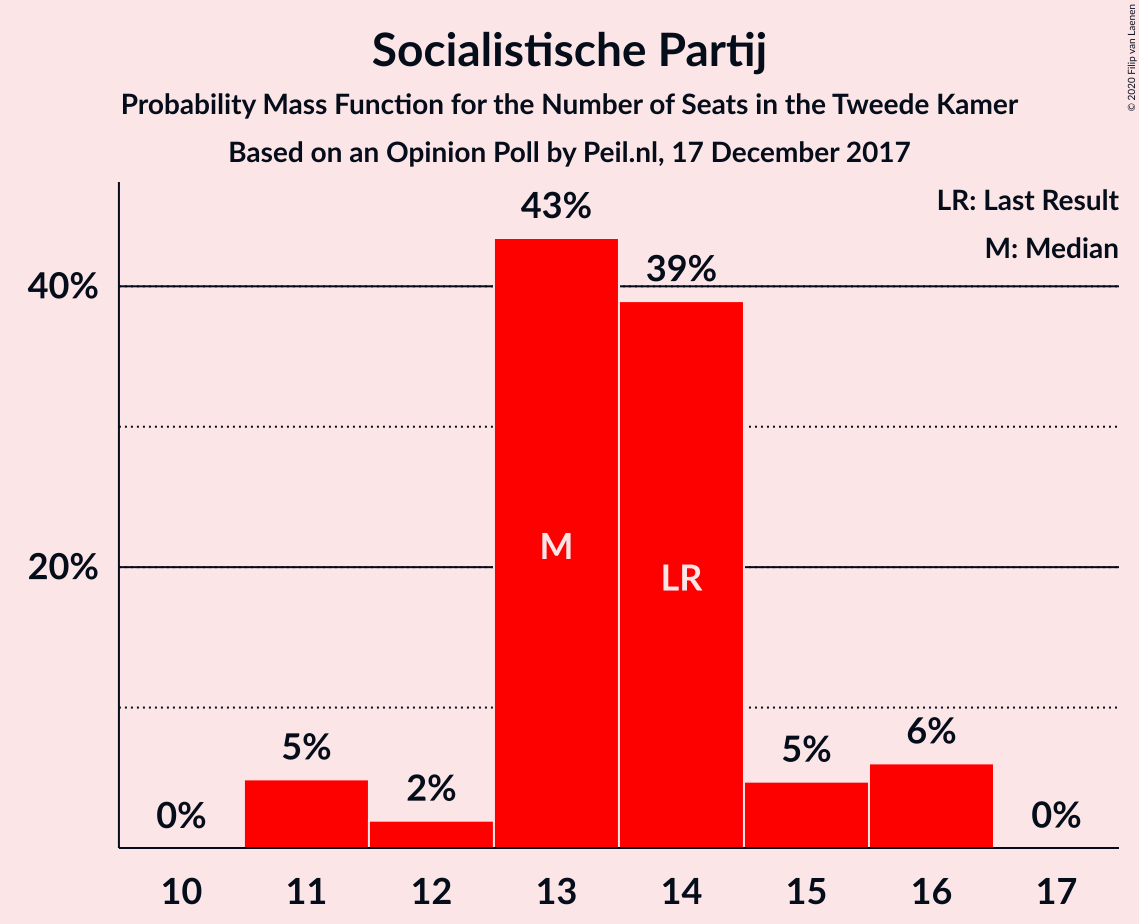 Socialistische Partij
Probability Mass Function for the Number of Seats in the Tweede Kamer
Based on an Opinion Poll by Peil.nl, 17 December 2017
© 2020 Filip van Laenen
LR: Last Result
M: Median
40%
20%
0%
5%
2%
43%
39%
5%
6%
0%
M
LR
10 11 12 13 14 15 16 17